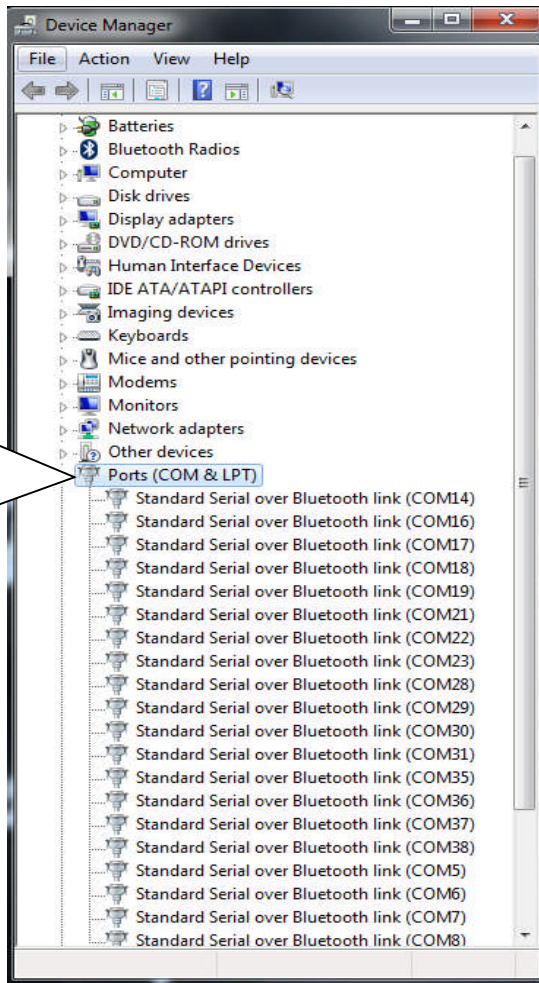 Device Manager
File Action View Help
Batteries
Bluetooth Radios
Computer
Disk drives
Display adapters
DVD/CD-ROM drives
Human Interface Devices
IDE ATA/ATAPI controllers
Imaging devices
Keyboards
Mice and other pointing devices
Modems
Monitors
Network adapters
Other devices
Ports (COM & LPT)
Standard Serial over Bluetooth link (COM14)
Standard Serial over Bluetooth link (COM16)
Standard Serial over Bluetooth link (COM17)
Standard Serial over Bluetooth link (COM18)
Standard Serial over Bluetooth link (COM19)
Standard Serial over Bluetooth link (COM21)
Standard Serial over Bluetooth link (COM22)
Standard Serial over Bluetooth link (COM23)
Standard Serial over Bluetooth link (COM28)
Standard Serial over Bluetooth link (COM29)
Standard Serial over Bluetooth link (COM30)
Standard Serial over Bluetooth link (COM31)
Standard Serial over Bluetooth link (COM35)
Standard Serial over Bluetooth link (COM36)
Standard Serial over Bluetooth link (COM37)
Standard Serial over Bluetooth link (COM38)
Standard Serial over Bluetooth link (COM5)
Standard Serial over Bluetooth link (COM6)
Standard Serial over Bluetooth link (COM7)
Standard Serial over Bluetooth link (COM8)